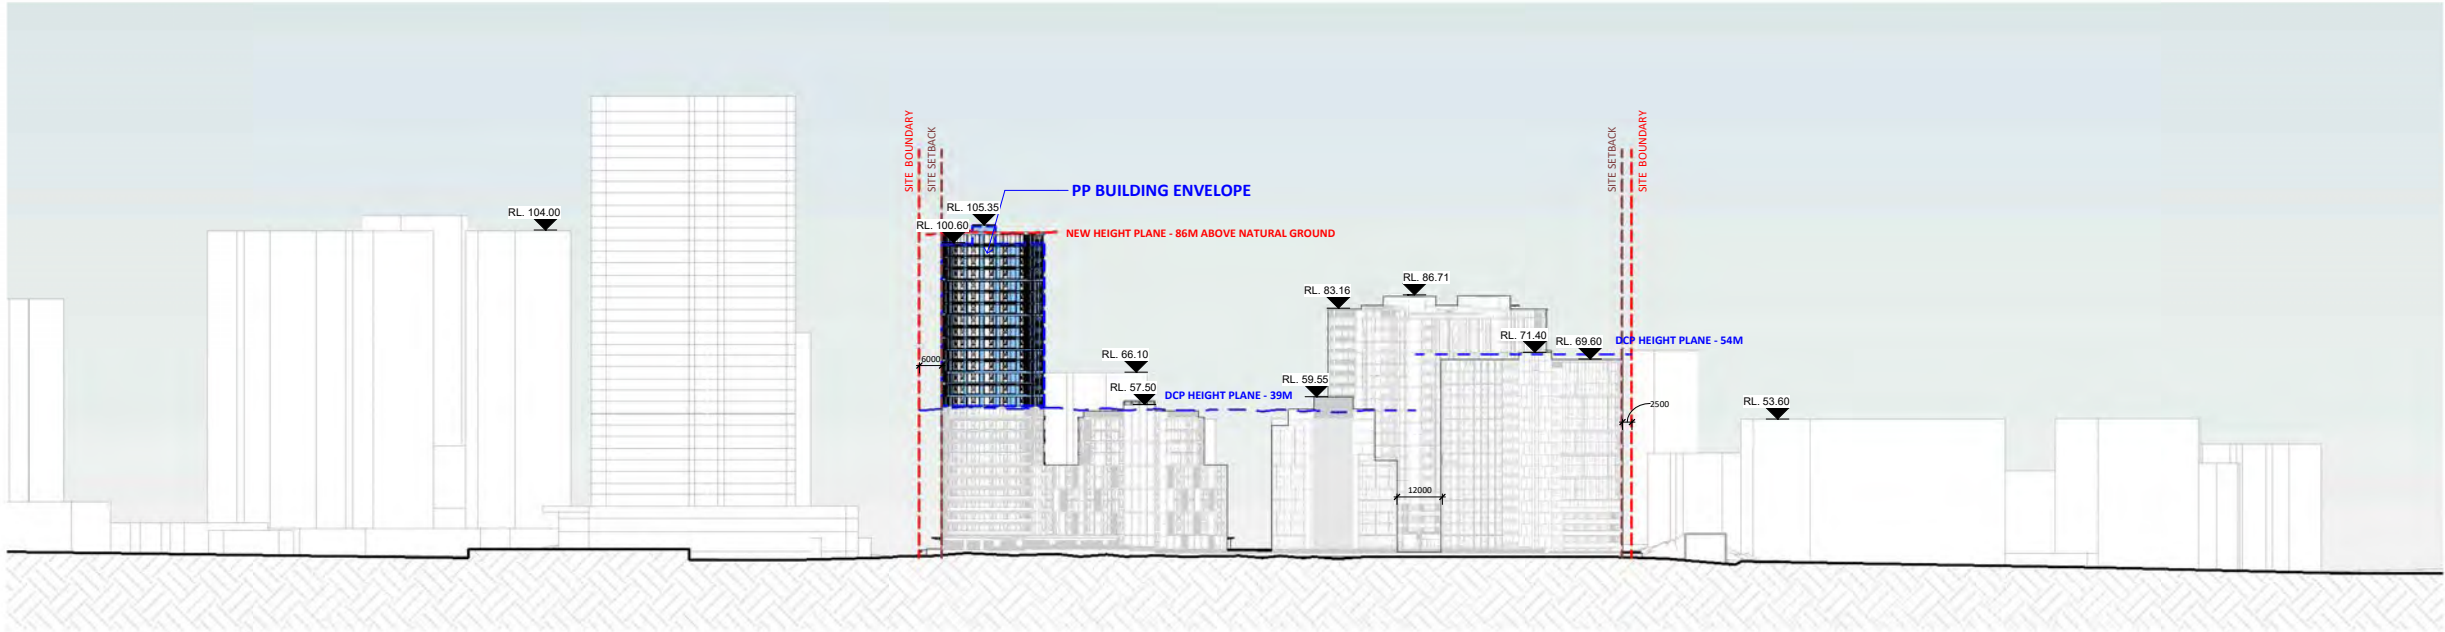 SITE BOUNDARY
SITE SETBACK
SITE SETBACK
SITE BOUNDARY
PP BUILDING ENVELOPE
RL. 104.00
RL. 105.35
RL. 100.60
NEW HEIGHT PLANE - 86M ABOVE NATURAL GROUND
RL. 86.71
RL. 83.16
RL. 71.40
RL. 69.60
DCP HEIGHT PLANE - 54M
RL. 66.10
6000
RL. 57.50
DCP HEIGHT PLANE - 39M
RL. 59.55
RL. 53.60
2500
12000